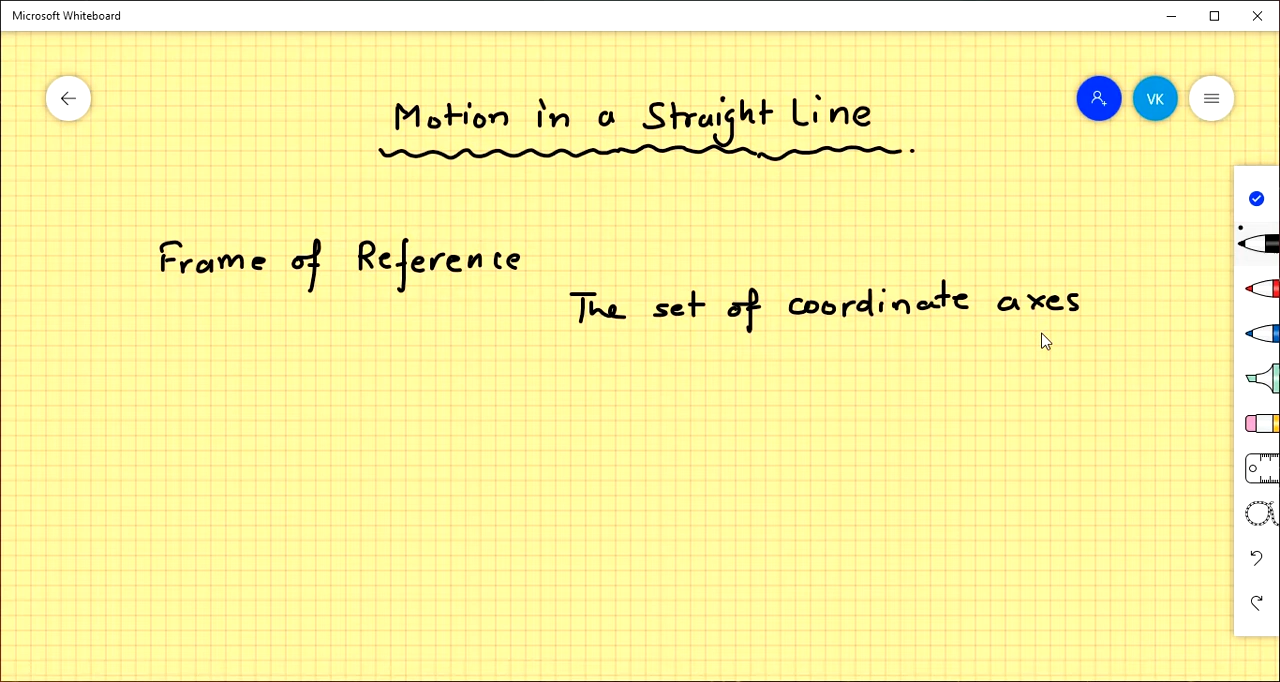 Microsoft Whiteboard
Motion in a Straight Line
VK
Frame of Reference
The set of coordinate axes